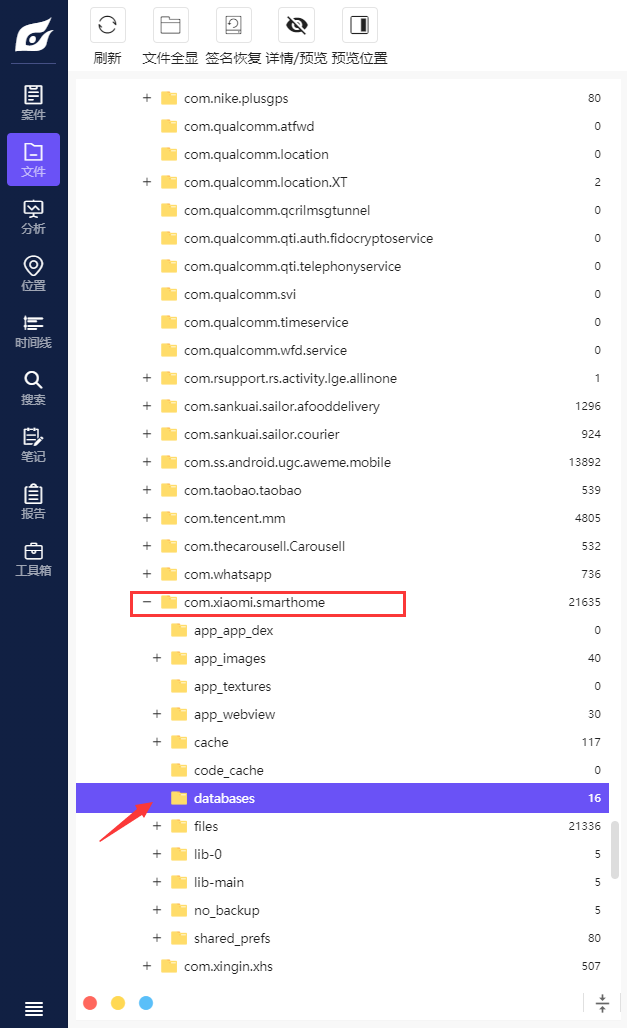 刷新 文件全显 签名恢复 详情/预览 预览位置
案件
文件
分析
位置
时间线
搜索
笔记
报告
工具箱
com.nike.plusgps 80
com.qualcomm.atfwd 0
com.qualcomm.location 0
com.qualcomm.location.XT 2
com.qualcomm.qcrilmsgtunnel 0
com.qualcomm.qti.auth.fidocryptoservice 0
com.qualcomm.qti.telephonyservice 0
com.qualcomm.svi 0
com.qualcomm.timeservice 0
com.qualcomm.wfd.service 0
com.rsupport.rs.activity.lge.allinone 1
com.sankuai.sailor.afooddelivery 1296
com.sankuai.sailor.courier 924
com.ss.android.ugc.aweme.mobile 13892
com.taobao.taobao 539
com.tencent.mm 4805
com.thecarousell.Carousell 532
com.whatsapp 736
com.xiaomi.smarthome 21635
app_app_dex 0
app_images 40
app_textures 0
app_webview 30
cache 117
code_cache 0
databases 16
files 21336
lib-0 5
lib-main 5
no_backup 5
shared_prefs 80
com.xingin.xhs 507